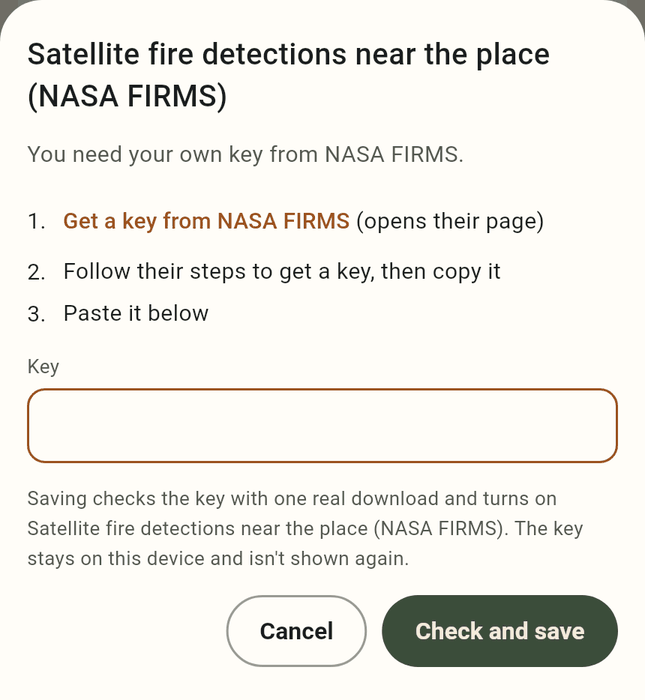 Satellite fire detections near the place
(NASA FIRMS)
You need your own key from NASA FIRMS.
1. Get a key from NASA FIRMS (opens their page)
2. Follow their steps to get a key, then copy it
3. Paste it below
Key
Saving checks the key with one real download and turns on
Satellite fire detections near the place (NASA FIRMS). The key
stays on this device and isn't shown again.
Cancel Check and save